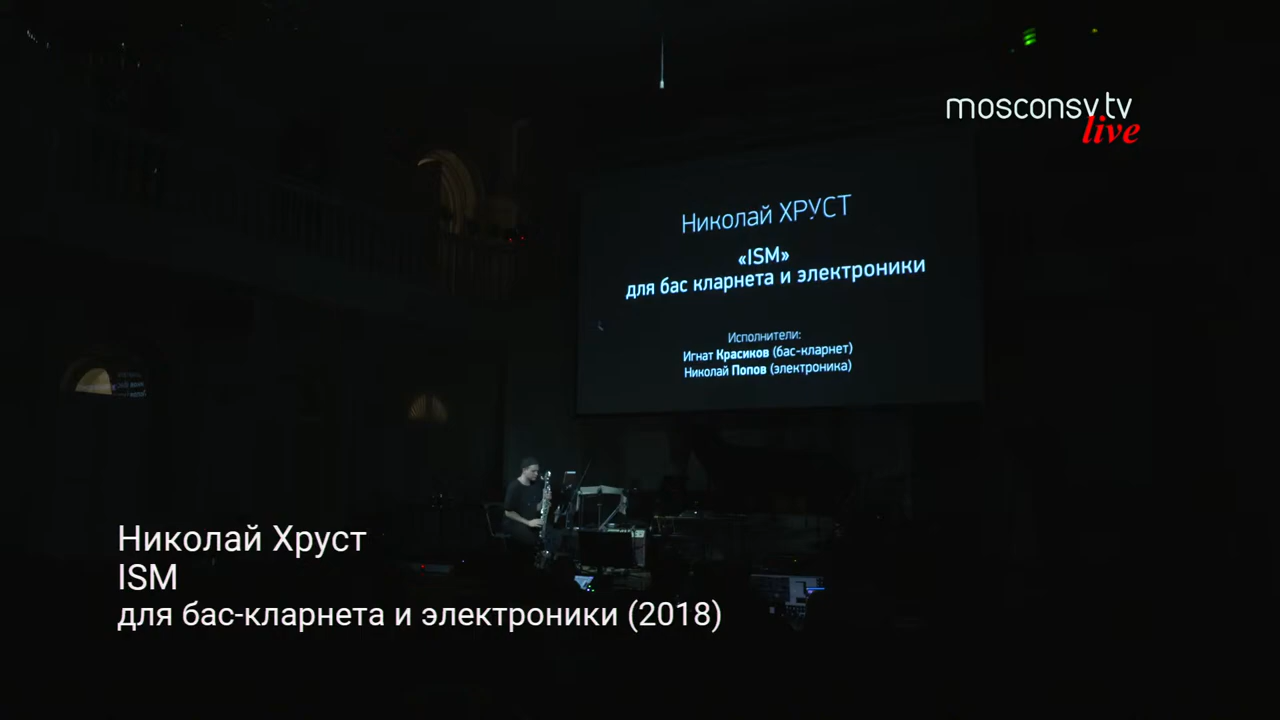 mosconsv.tv
live
Николай ХРУСТ
«ISM»
для бас кларнета и электроники
Исполнители:
Игнат Красиков (бас-кларнет)
Николай Попов (электроника)
Николай Хруст
ISM
для бас-кларнета и электроники (2018)